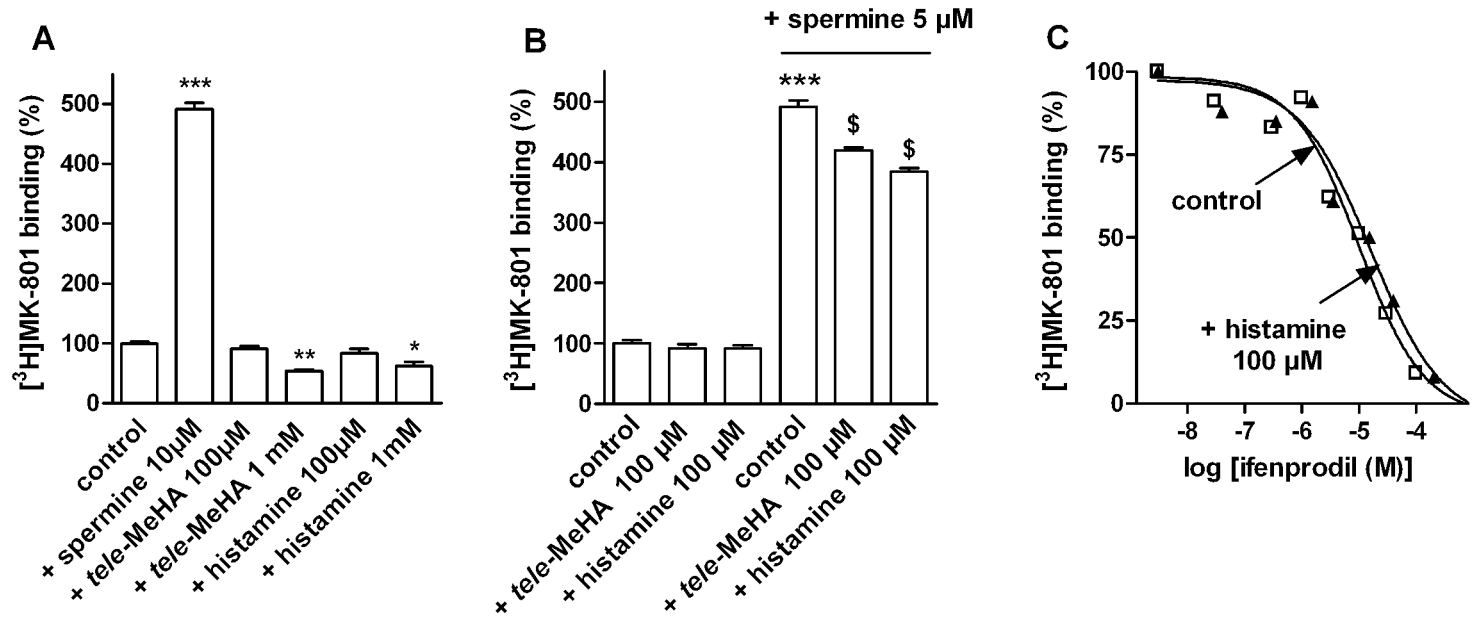 A
[³H]MK-801 binding (%)
500
400
300
200
100
0
***
**
*
control
+ spermine 10µM
+ tele-MeHA 100µM
+ tele-MeHA 1 mM
+ histamine 100µM
+ histamine 1mM
B
+ spermine 5 µM
[³H]MK-801 binding (%)
500
400
300
200
100
0
***
$
$
control
+ tele-MeHA 100 µM
+ histamine 100 µM
control
+ tele-MeHA 100 µM
+ histamine 100 µM
C
[³H]MK-801 binding (%)
100
75
50
25
0
control
+ histamine
100 µM
-8 -7 -6 -5 -4
log [ifenprodil (M)]